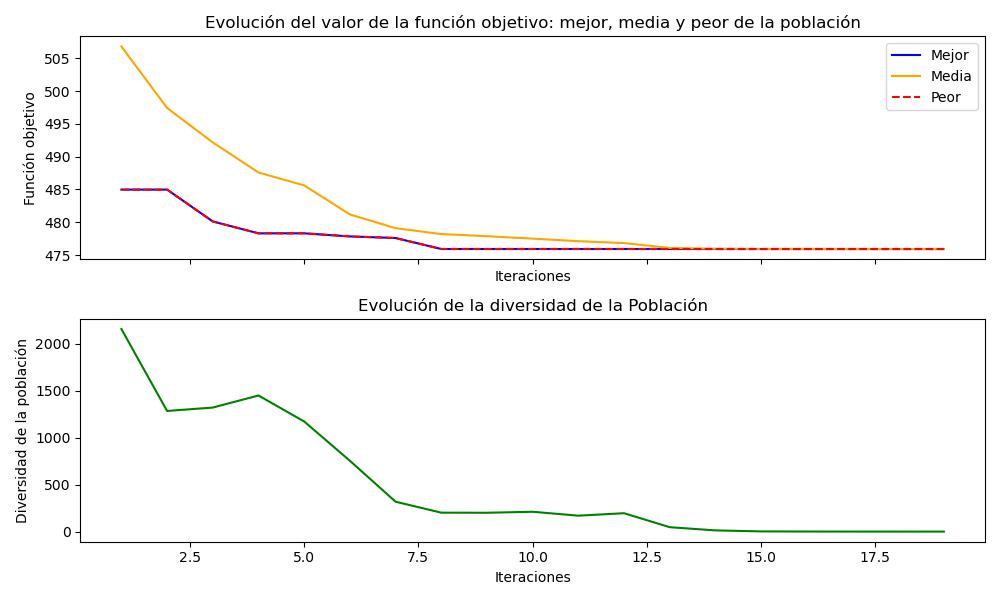 Evolución del valor de la función objetivo: mejor, media y peor de la población
Función objetivo
505
500
495
490
485
480
475
Mejor
Media
Peor
Iteraciones
Evolución de la diversidad de la Población
Diversidad de la población
2000
1500
1000
500
0
2.5 5.0 7.5 10.0 12.5 15.0 17.5
Iteraciones